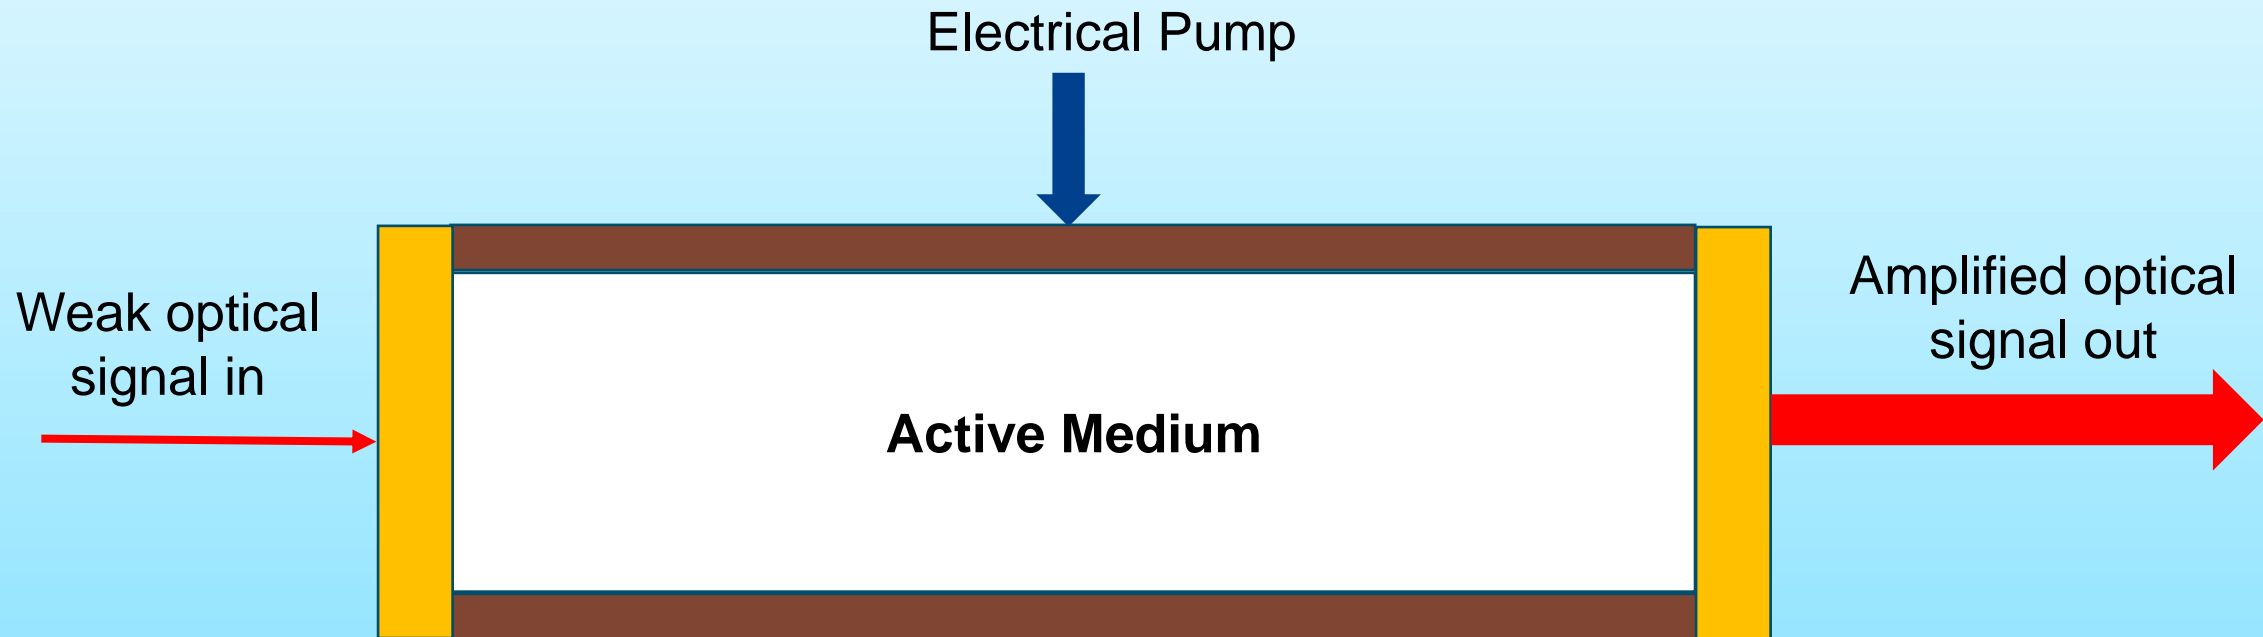 Electrical Pump
Weak optical
signal in
Active Medium
Amplified optical
signal out